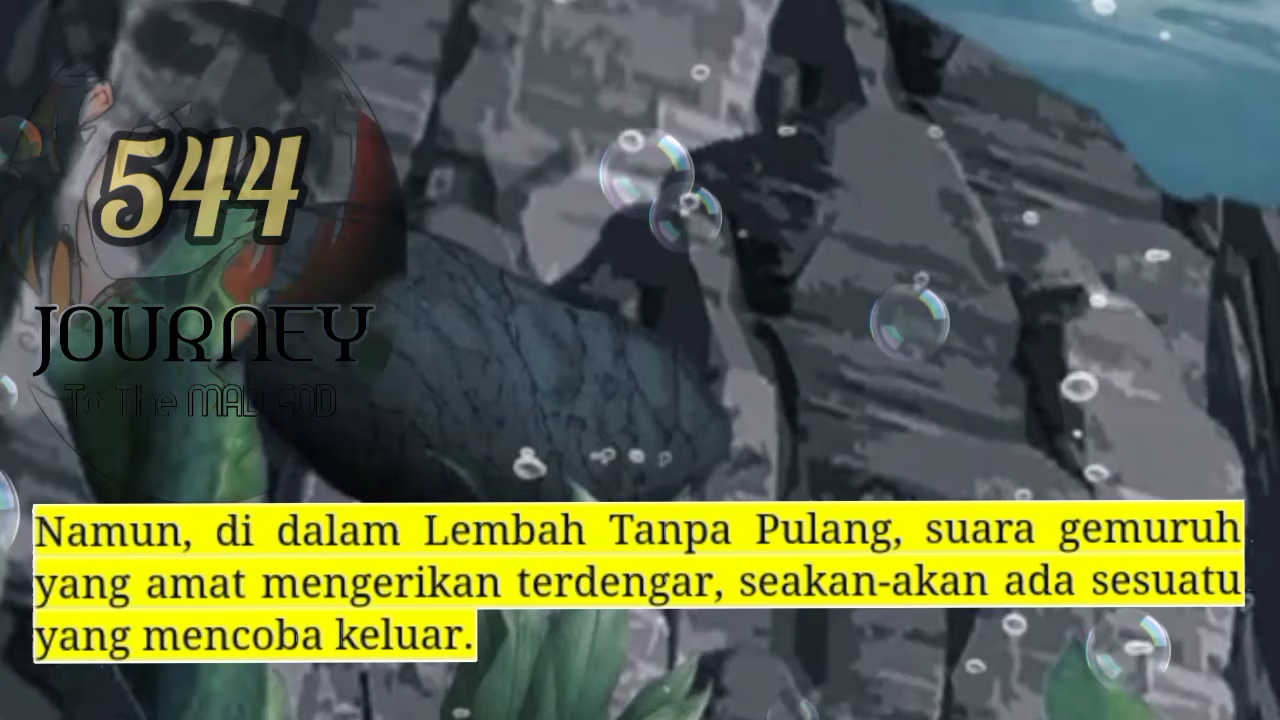 544
JOURNEY
To The MAD GOD
Namun, di dalam Lembah Tanpa Pulang, suara gemuruh
yang amat mengerikan terdengar, seakan-akan ada sesuatu
yang mencoba keluar.